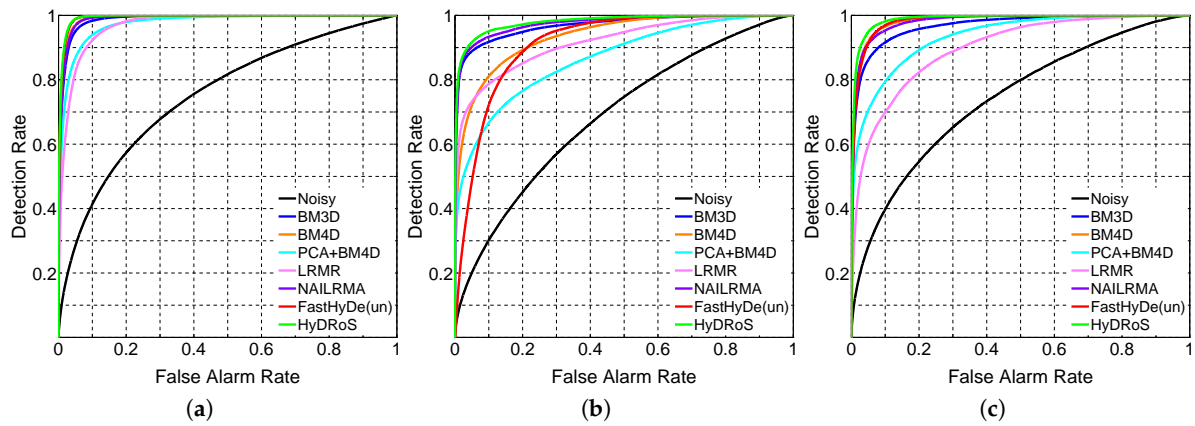 1
0.8
0.6
0.4
0.2
0
0.2
0.4
0.6
0.8
1
Detection Rate
False Alarm Rate
Noisy
BM3D
BM4D
PCA+BM4D
LRMR
NAILRMA
FastHyDe(un)
HyDRoS
(a)
1
0.8
0.6
0.4
0.2
0
0.2
0.4
0.6
0.8
1
Detection Rate
False Alarm Rate
Noisy
BM3D
BM4D
PCA+BM4D
LRMR
NAILRMA
FastHyDe(un)
HyDRoS
(b)
1
0.8
0.6
0.4
0.2
0
0.2
0.4
0.6
0.8
1
Detection Rate
False Alarm Rate
Noisy
BM3D
BM4D
PCA+BM4D
LRMR
NAILRMA
FastHyDe(un)
HyDRoS
(c)